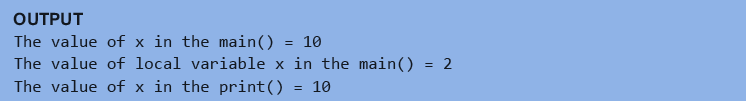 OUTPUT
The value of x in the main() = 10
The value of local variable x in the main() = 2
The value of x in the print() = 10